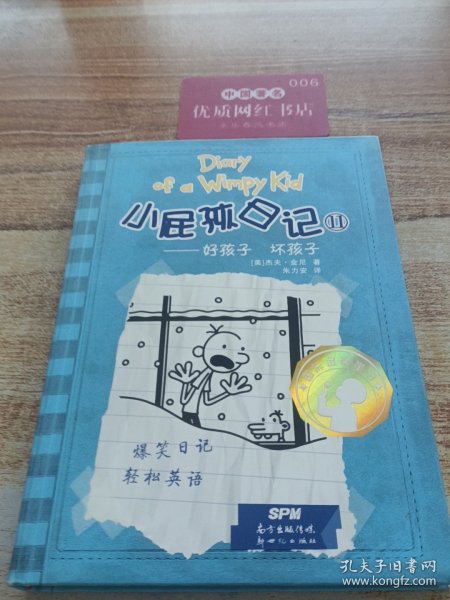 006
中国著名
优质网红书店
Diary
of a Wimpy Kid
小屁孩日记⑪
——好孩子 坏孩子
[美]杰夫·金尼 著
朱力安 译
爆笑日记
轻松英语
SPM
南方出版传媒
新世纪出版社
孔夫子旧书网
www.kongfz.com